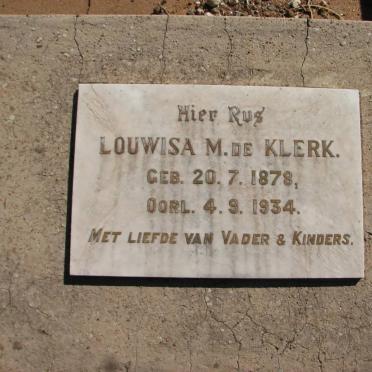 Hier Rus
LOUWISA M. DE KLERK.
GEB. 20. 7. 1878,
OORL. 4. 9. 1934.
MET LIEFDE VAN VADER & KINDERS.